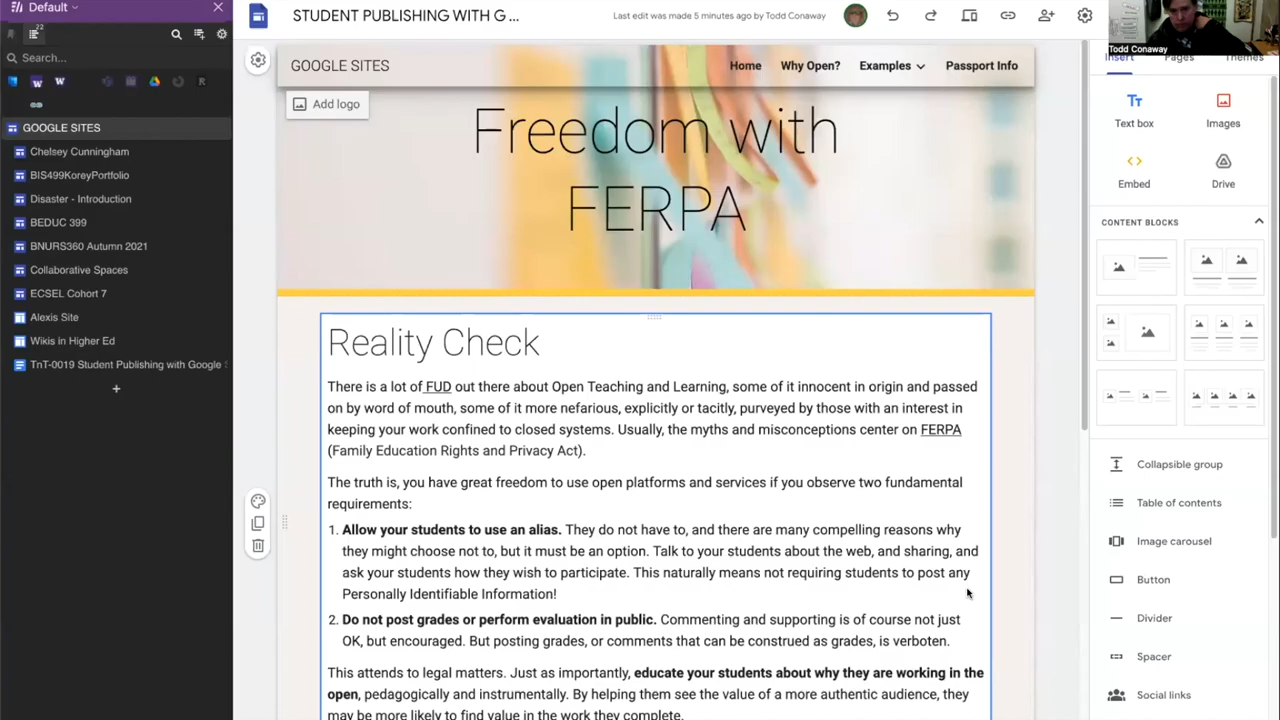 Default
22
Search...
GOOGLE SITES
Chelsey Cunningham
BIS499KoreyPortfolio
Disaster - Introduction
BEDUC 399
BNURS360 Autumn 2021
Collaborative Spaces
ECSEL Cohort 7
Alexis Site
Wikis in Higher Ed
TnT-0019 Student Publishing with Google
STUDENT PUBLISHING WITH G ...
Last edit was made 5 minutes ago by Todd Conaway
Todd Conaway
GOOGLE SITES
Home Why Open? Examples Passport Info
Add logo
Freedom with
FERPA
Reality Check
There is a lot of FUD out there about Open Teaching and Learning, some of it innocent in origin and passed
on by word of mouth, some of it more nefarious, explicitly or tacitly, purveyed by those with an interest in
keeping your work confined to closed systems. Usually, the myths and misconceptions center on FERPA
(Family Education Rights and Privacy Act).
The truth is, you have great freedom to use open platforms and services if you observe two fundamental
requirements:
1. Allow your students to use an alias. They do not have to, and there are many compelling reasons why
they might choose not to, but it must be an option. Talk to your students about the web, and sharing, and
ask your students how they wish to participate. This naturally means not requiring students to post any
Personally Identifiable Information!
2. Do not post grades or perform evaluation in public. Commenting and supporting is of course not just
OK, but encouraged. But posting grades, or comments that can be construed as grades, is verboten.
This attends to legal matters. Just as importantly, educate your students about why they are working in the
open, pedagogically and instrumentally. By helping them see the value of a more authentic audience, they
may be more likely to find value in the work they complete.
Insert Pages Themes
Text box
Images
Embed
Drive
CONTENT BLOCKS
Collapsible group
Table of contents
Image carousel
Button
Divider
Spacer
Social links